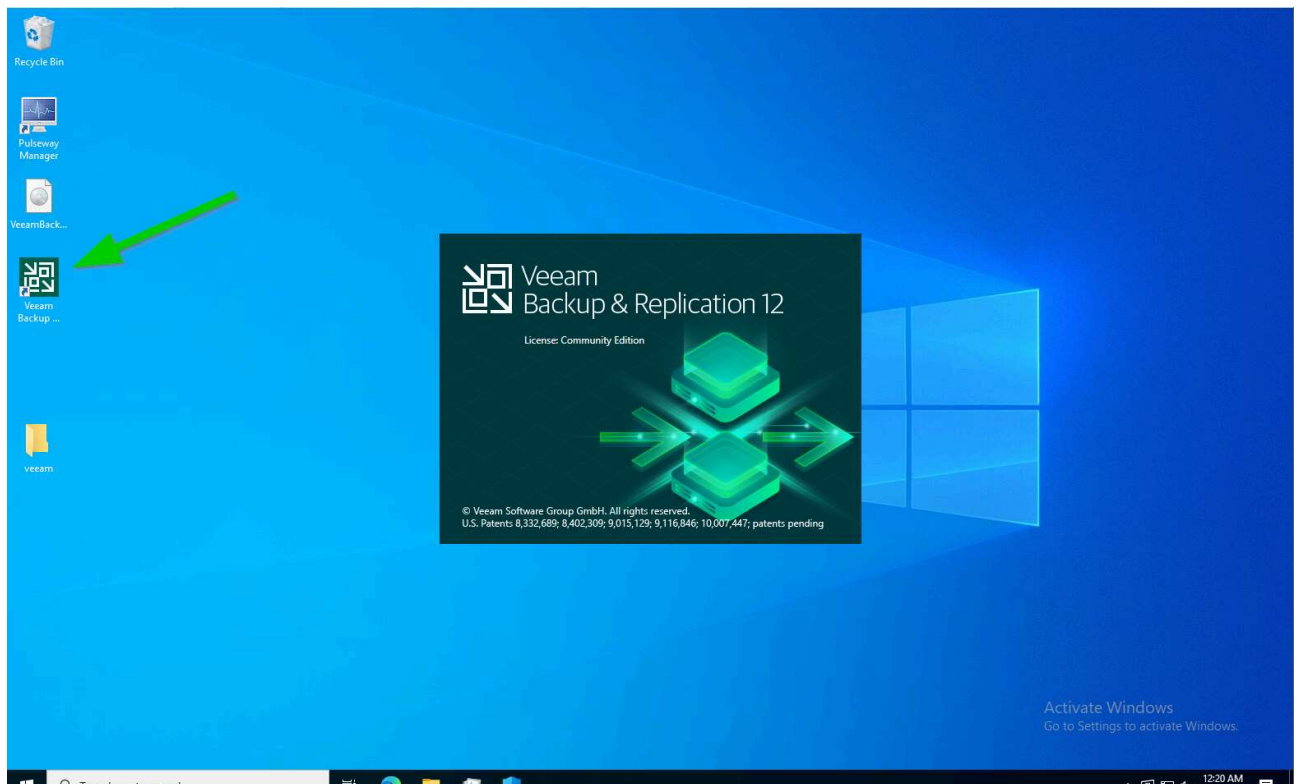 Recycle Bin
Pulseway
Manager
VeeamBack...
Veeam
Backup ...
veeam
Veeam
Backup & Replication 12
License: Community Edition
© Veeam Software Group GmbH. All rights reserved.
U.S. Patents 8,332,689; 8,402,309; 9,015,129; 9,116,846; 10,007,447; patents pending
Activate Windows
Go to Settings to activate Windows.
12:20 AM